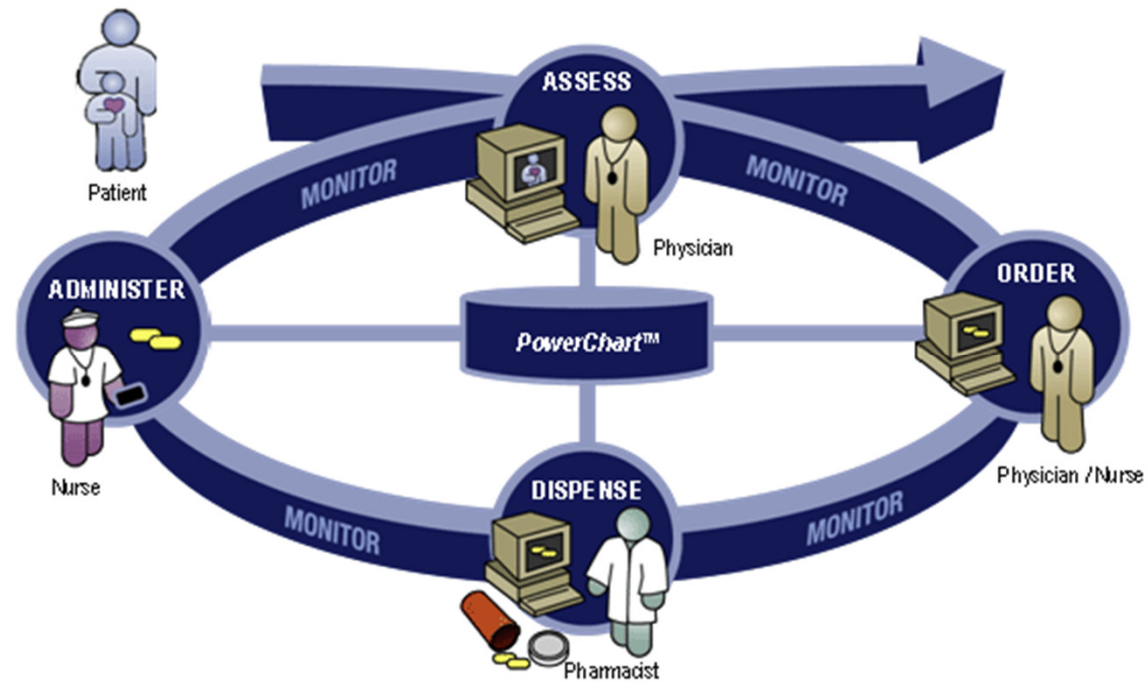 ASSESS
Patient
MONITOR
MONITOR
Physician
ADMINISTER
ORDER
PowerChart™
Nurse
Physician / Nurse
DISPENSE
MONITOR
MONITOR
Pharmacist